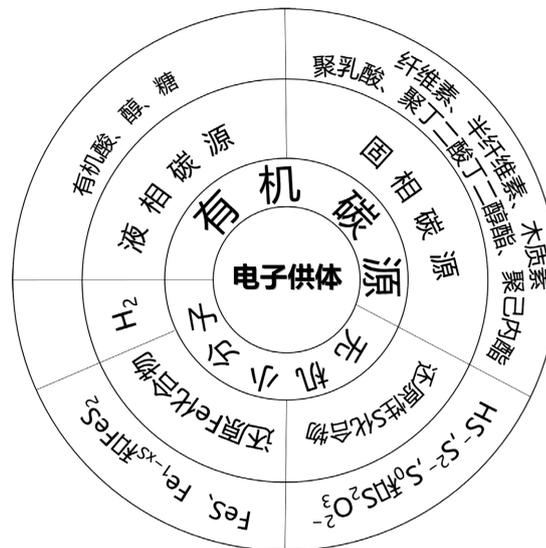 电子供体
有机碳源
无机小分子
液相碳源
固相碳源
H₂
还原Fe化合物
还原性S化合物
有机酸、醇、糖
纤维素、半纤维素、木质素
聚乳酸、聚丁二酸丁二醇酯、聚己内酯
FeS、Fe₁₋ₓS和FeS₂
HS⁻,S²⁻,S₀和S₂O₃²⁻